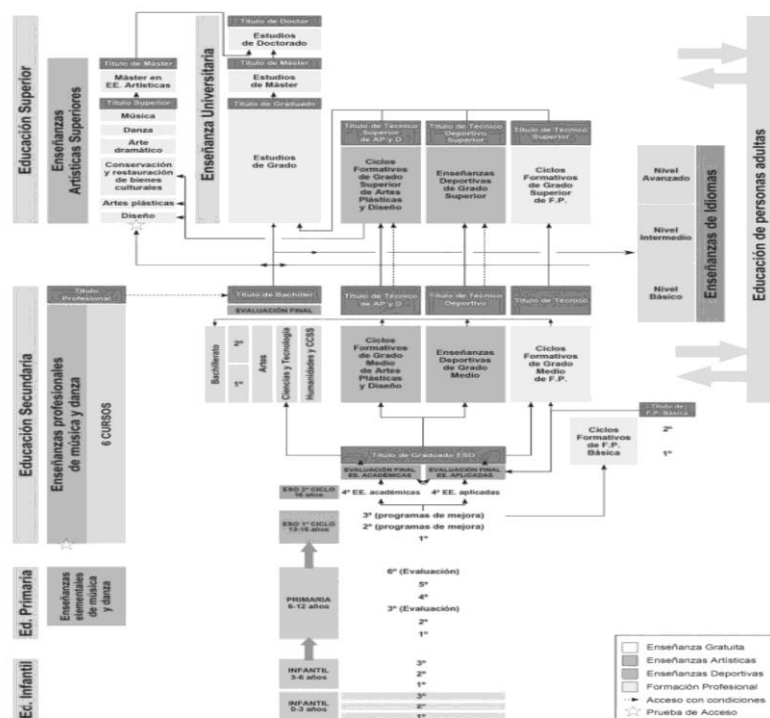 Educación Superior
Enseñanzas
Artísticas Superiores
Título de Máster
Máster en
EE. Artísticas
Título Superior
Música
Danza
Arte
dramático
Conservación
y restauración
de bienes
culturales
Artes plásticas
Diseño
Enseñanza Universitaria
Título de Doctor
Estudios
de Doctorado
Título de Máster
Estudios
de Máster
Título de Graduado
Estudios
de Grado
Título de Técnico
Superior
de AP y D
Ciclos
Formativos
de Grado
Superior
de Artes
Plásticas
y Diseño
Título de Técnico
Deportivo
Superior
Enseñanzas
Deportivas
de Grado
Superior
Título de Técnico
Superior
Ciclos
Formativos
de Grado
Superior
de F.P.
Nivel
Avanzado
Nivel
Intermedio
Nivel
Básico
Enseñanzas de Idiomas
Educación de personas adultas
Educación Secundaria
Título
Profesional
Enseñanzas profesionales
de música y danza
6 CURSOS
Título de Bachiller
EVALUACIÓN FINAL
Bachillerato
2º
1º
Artes
Ciencias y Tecnología
Humanidades y CCSS
Título de Técnico
de AP y D
Ciclos
Formativos
de Grado
Medio
de Artes
Plásticas
y Diseño
Título de Técnico
Deportivo
Enseñanzas
Deportivas
de Grado
Medio
Título de Técnico
Ciclos
Formativos
de Grado
Medio
de F.P.
Título de
F.P. Básica
Ciclos
Formativos
de F.P.
Básica
2º
1º
Título de Graduado ESO
EVALUACIÓN FINAL
EE. ACADÉMICAS
EVALUACIÓN FINAL
EE. APLICADAS
ESO 2º CICLO
16 años
4º EE. académicas
4º EE. aplicadas
ESO 1º CICLO
13-15 años
3º (programas de mejora)
2º (programas de mejora)
1º
Ed. Primaria
Enseñanzas
elementales
de música
y danza
PRIMARIA
6-12 años
6º (Evaluación)
5º
4º
3º (Evaluación)
2º
1º
Ed. Infantil
INFANTIL
3-6 años
3º
2º
1º
INFANTIL
0-3 años
3º
2º
1º
Enseñanza Gratuita
Enseñanzas Artísticas
Enseñanzas Deportivas
Formación Profesional
Acceso con condiciones
Prueba de Acceso